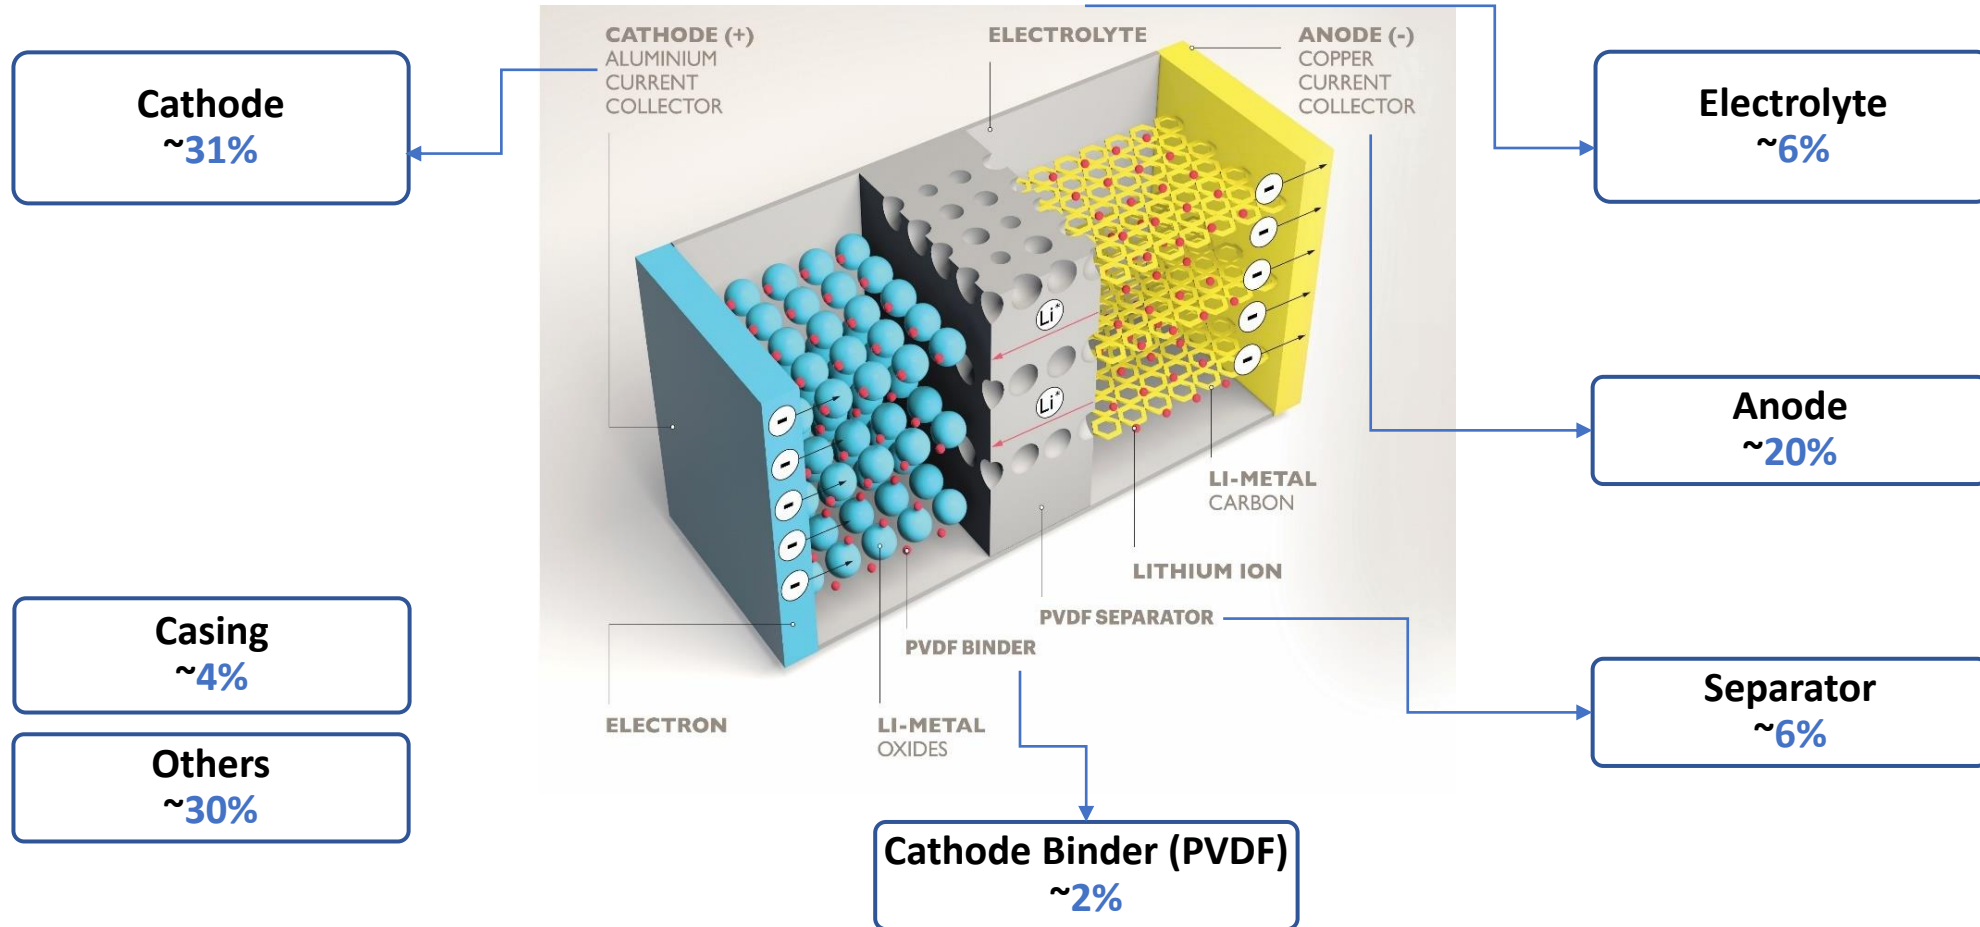 CATHODE (+)
ALUMINIUM
CURRENT
COLLECTOR
ELECTROLYTE
ANODE (-)
COPPER
CURRENT
COLLECTOR
Cathode
~31%
Electrolyte
~6%
Anode
~20%
Li+
Li+
-
-
-
-
-
-
-
-
-
-
LI-METAL
CARBON
LITHIUM ION
PVDF SEPARATOR
PVDF BINDER
ELECTRON
LI-METAL
OXIDES
Casing
~4%
Separator
~6%
Others
~30%
Cathode Binder (PVDF)
~2%